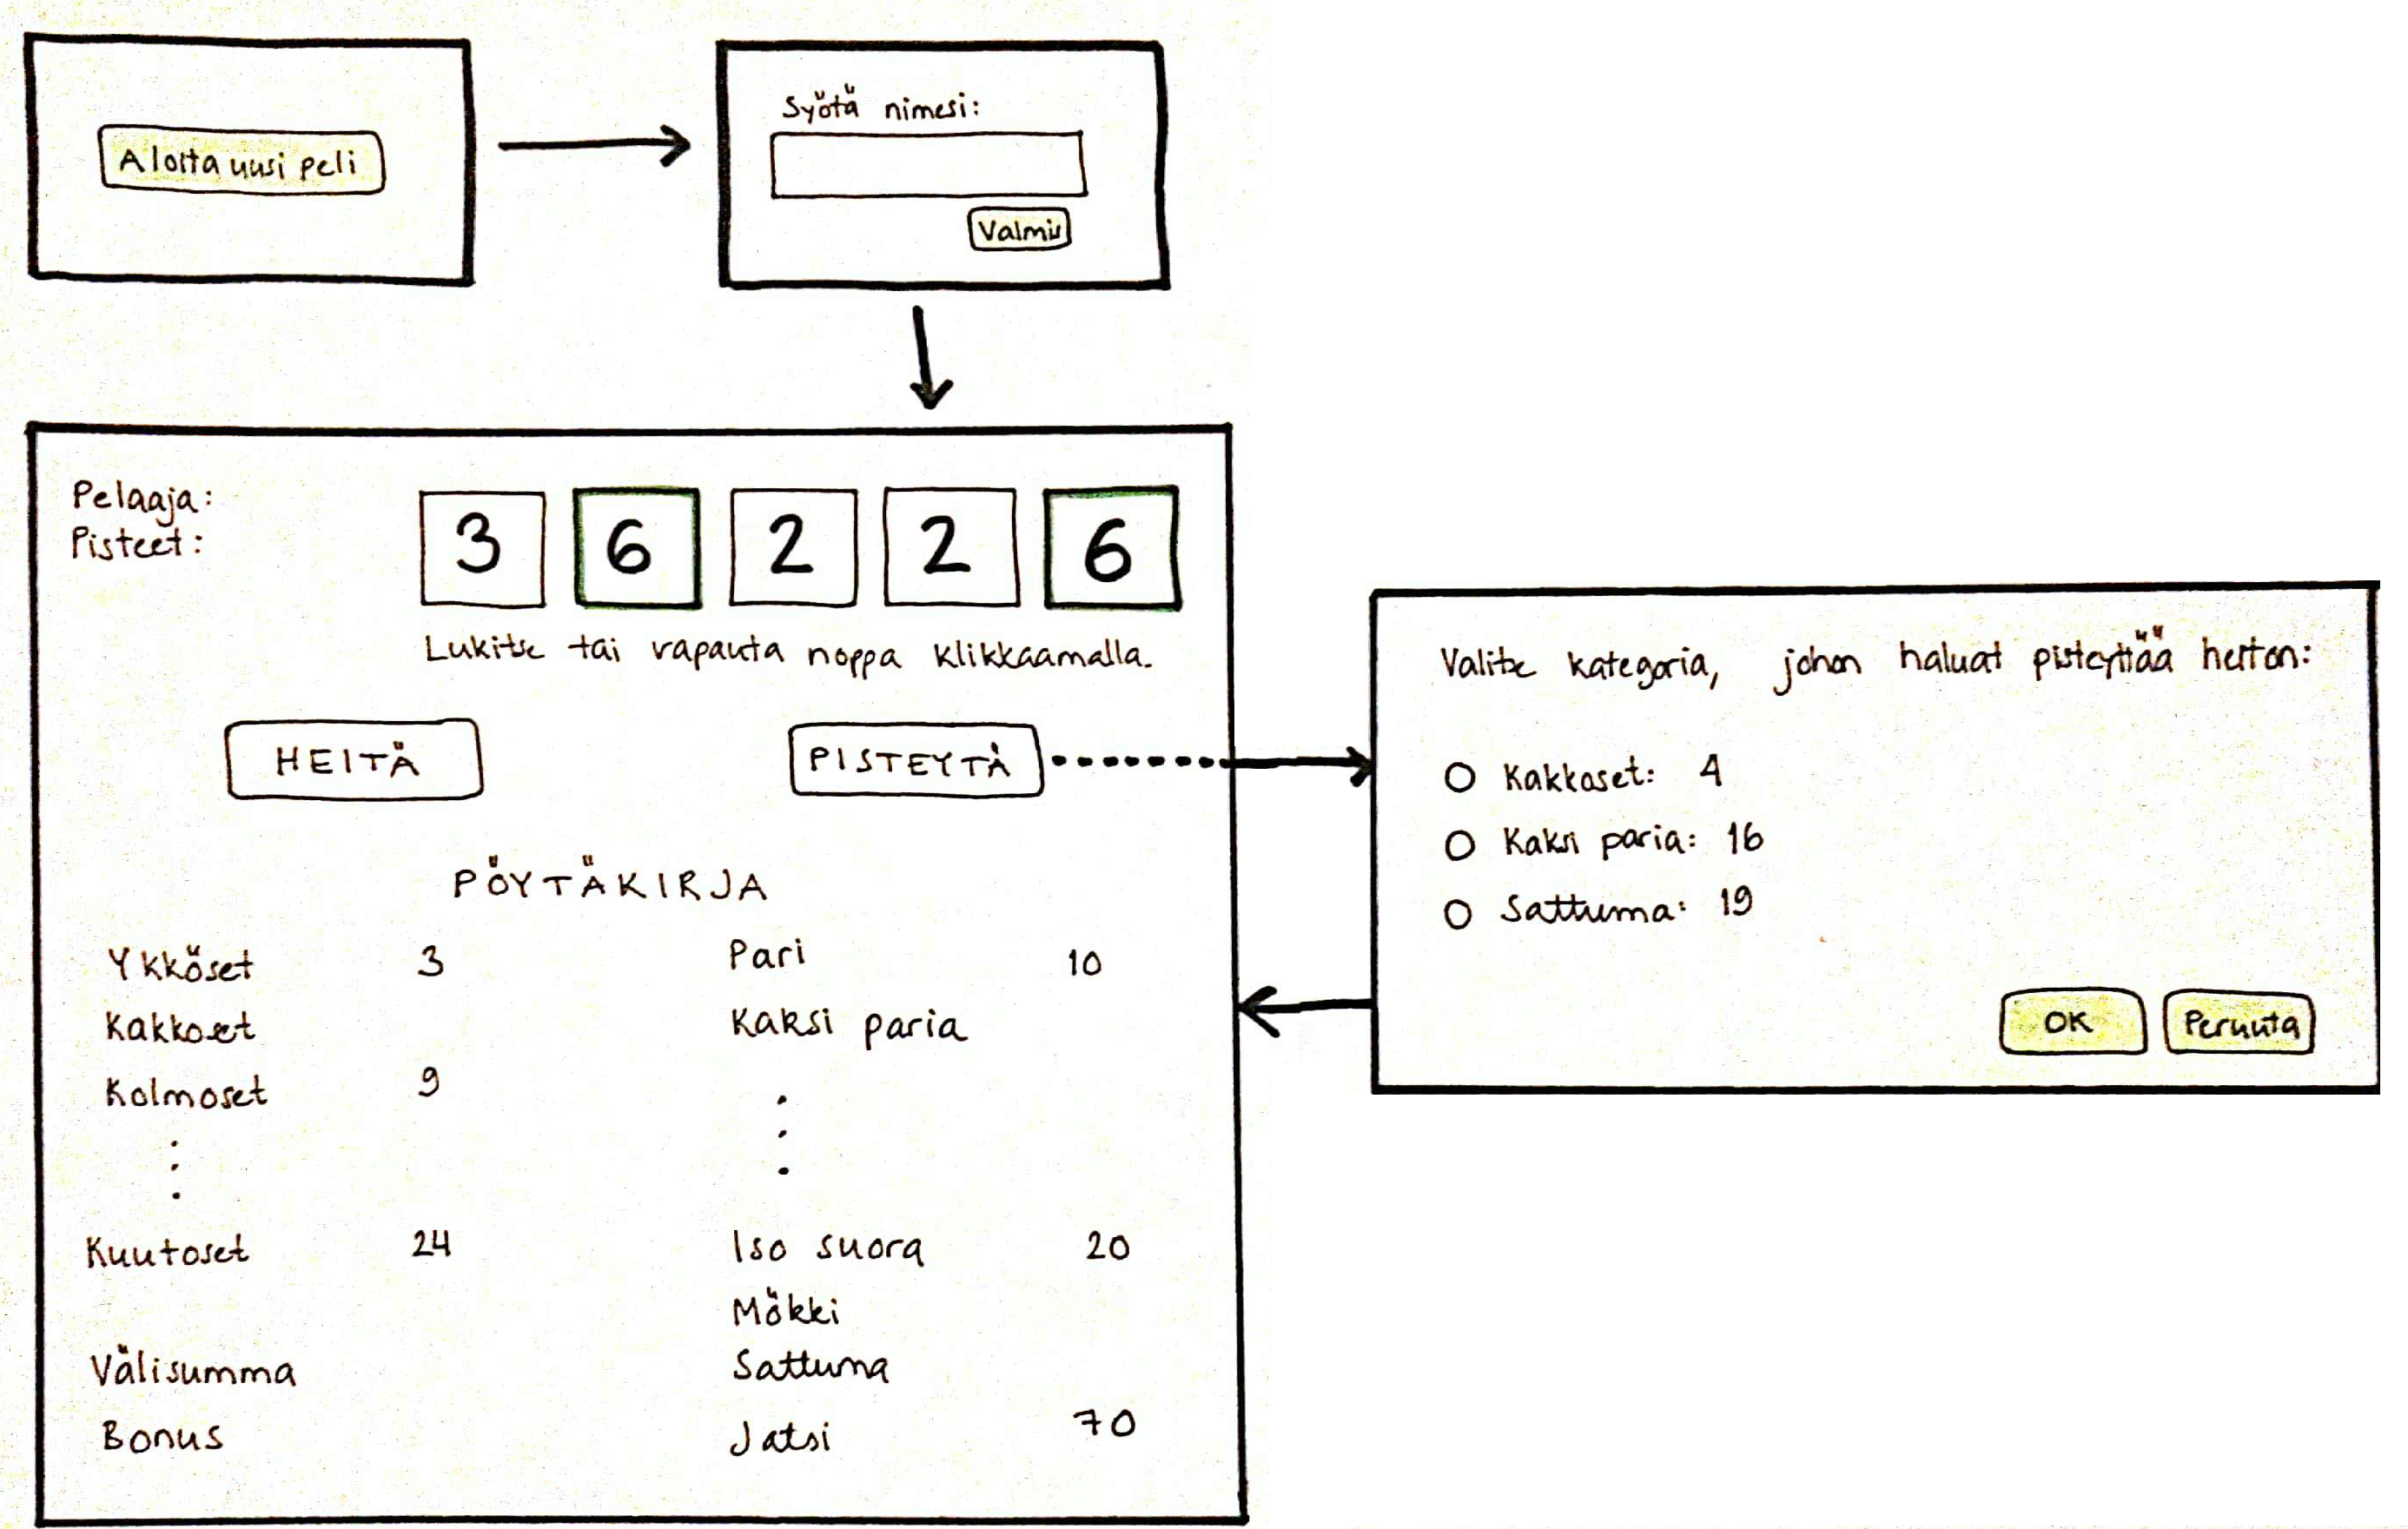 Aloita uusi peli
Syötä nimesi:
Valmis
Pelaaja:
Pisteet:
3 6 2 2 6
Lukitse tai vapauta noppa klikkaamalla.
HEITÄ
PISTEYTÄ
PÖYTÄKIRJA
Ykköset 3
Kakkoset
Kolmoset 9
Kuutoset 24
Välisumma
Bonus
Pari 10
Kaksi paria
Iso suora 20
Mökki
Sattuma
Jatsi 70
Valitse kategoria, johon haluat pisteyttää heiton:
Kakkoset: 4
Kaksi paria: 16
Sattuma: 19
OK
Peruuta